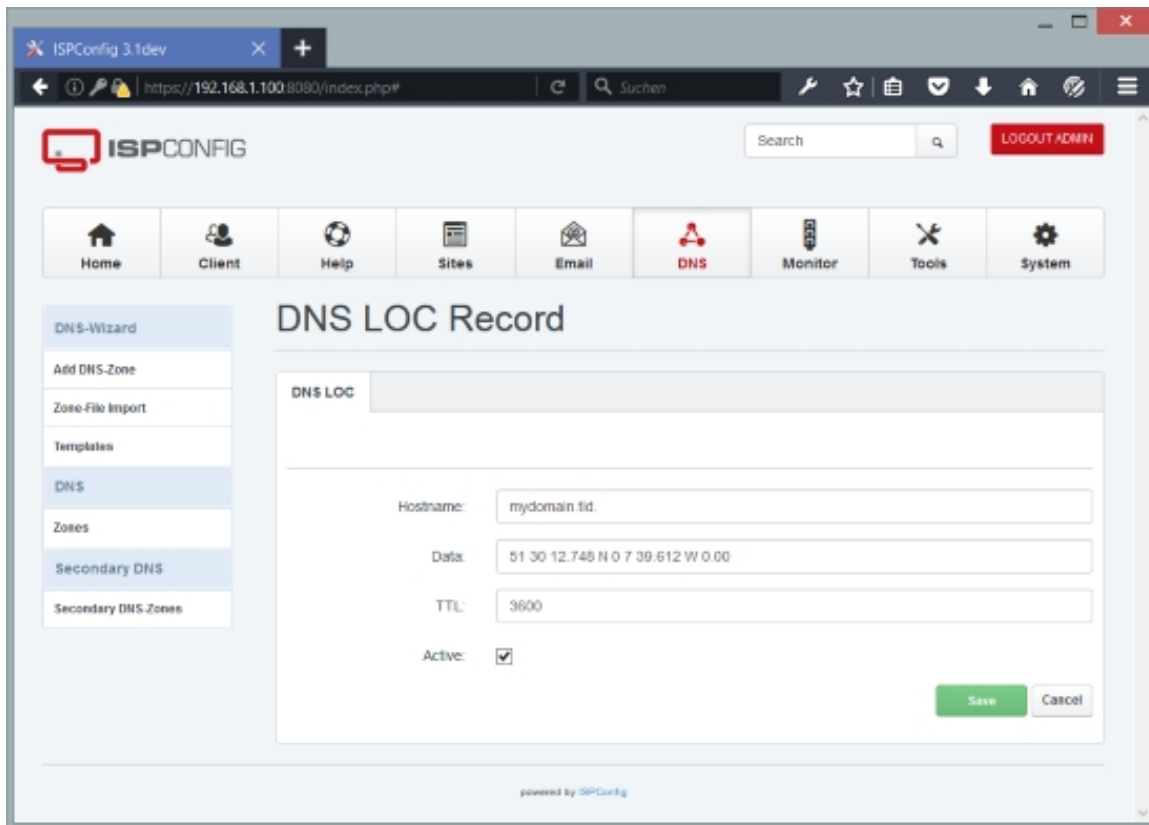 ISPConfig 3.1dev
https://192.168.1.100:8080/index.php#
Suchen
ISPCONFIG
Search
LOGOUT ADMIN
Home Client Help Sites Email DNS Monitor Tools System
DNS-Wizard
Add DNS-Zone
Zone-File Import
Templates
DNS
Zones
Secondary DNS
Secondary DNS-Zones
DNS LOC Record
DNS LOC
Hostname: mydomain.tld.
Data: 51 30 12.748 N 0 7 39.612 W 0.00
TTL: 3600
Active:
Save Cancel
powered by ISPConfig